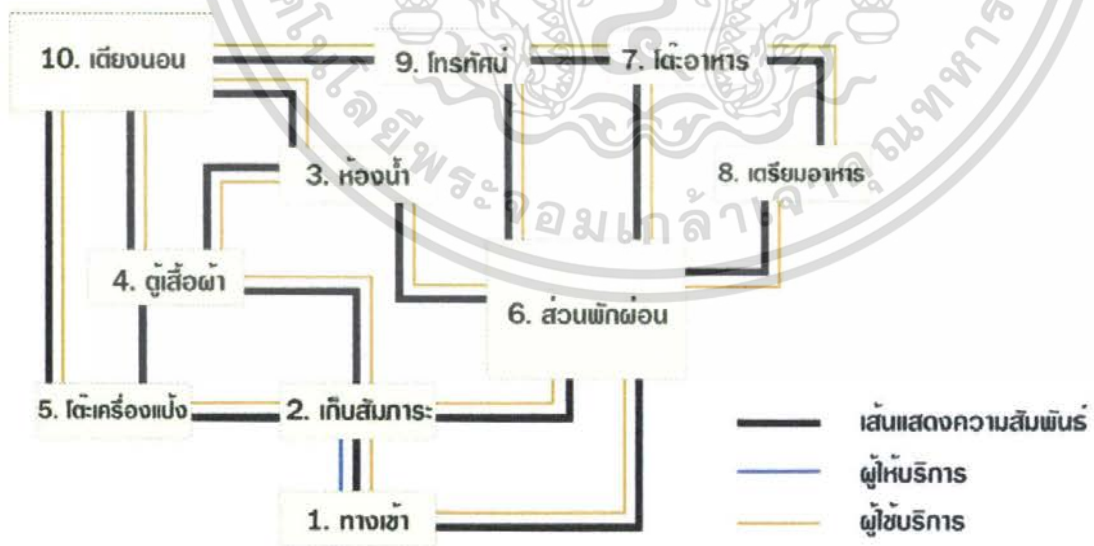 10. เตียงนอน
9. โทรทัศน์
7. โต๊ะอาหาร
3. ห้องน้ำ
8. เตรียมอาหาร
4. ตู้เสื้อผ้า
6. ส่วนพักผ่อน
5. โต๊ะเครื่องแป้ง
2. เก็บสัมภาระ
1. ทางเข้า
เส้นแสดงความสัมพันธ์
ผู้ให้บริการ
ผู้ใช้บริการ